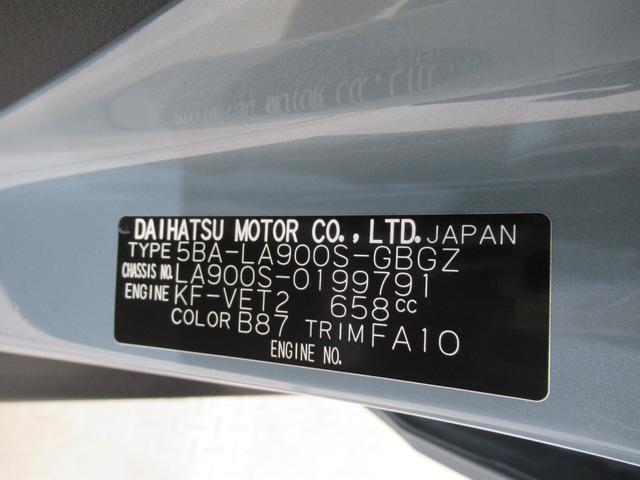 DAIHATSU MOTOR CO.,LTD. JAPAN
TYPE 5BA-LA900S-GBGZ
CHASSIS NO. LA900S-0199791
ENGINE KF-VET2 658cc
COLOR B87 TRIM FA10
ENGINE NO.